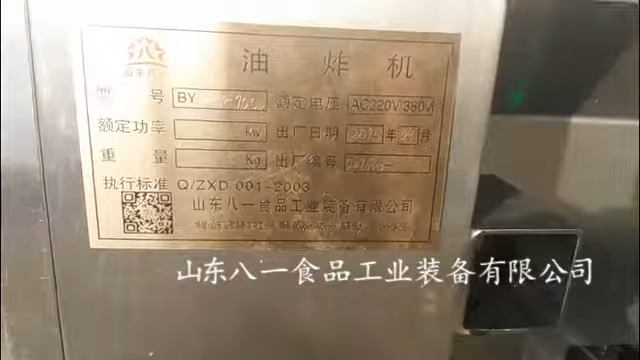 油炸机
号 BY 额定电压 AC220V/380V
额定功率 Kw 出厂日期 年 月
重量 Kg 出厂编号
执行标准 Q/ZXD 001-2003
山东八一食品工业装备有限公司
山东八一食品工业装备有限公司